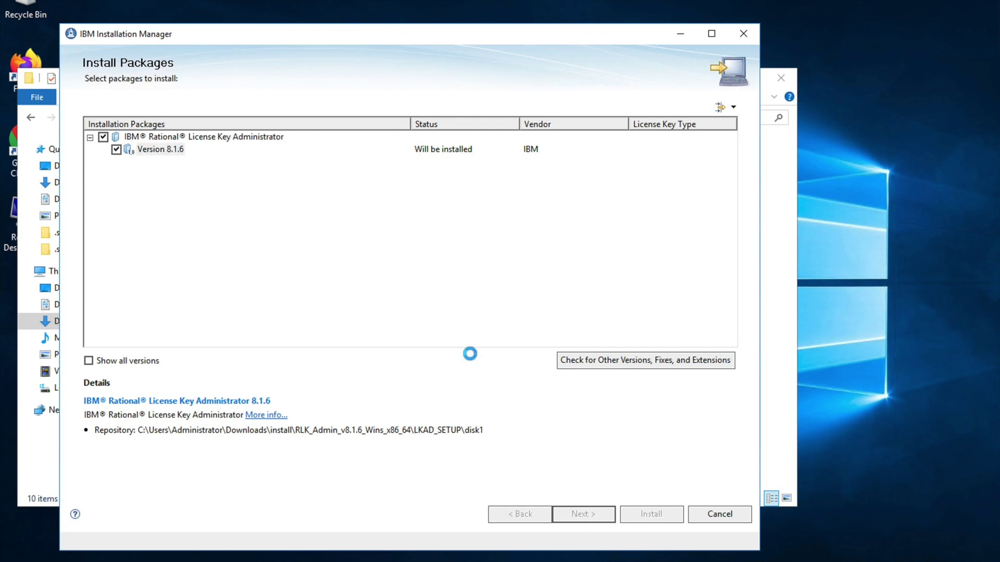 Recycle Bin
IBM Installation Manager
Install Packages
Select packages to install:
File
Installation Packages Status Vendor License Key Type
IBM® Rational® License Key Administrator
Version 8.1.6 Will be installed IBM
Show all versions
Check for Other Versions, Fixes, and Extensions
Details
IBM® Rational® License Key Administrator 8.1.6
IBM® Rational® License Key Administrator More info...
• Repository: C:\Users\Administrator\Downloads\install\RLK_Admin_v8.1.6_Wins_x86_64\LKAD_SETUP\disk1
10 items
< Back Next > Install Cancel
Qu
D
D
D
P
.s
.s
Th
D
D
D
M
P
V
L
Ne
F
G
C
R
Des